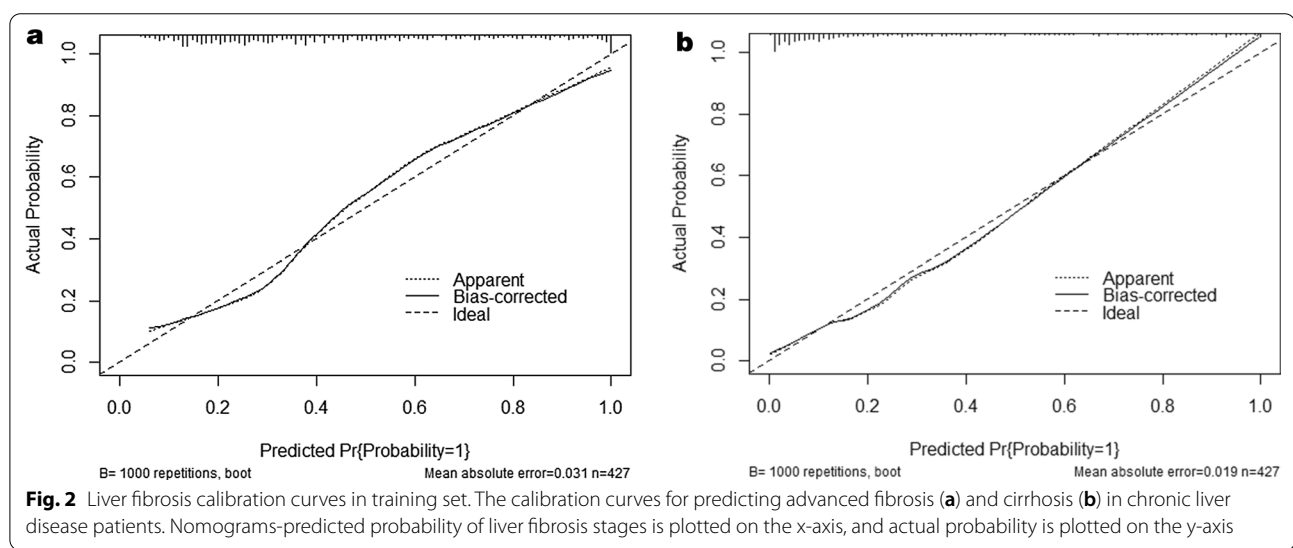 a
1.0
0.8
0.6
0.4
0.2
0.0
Actual Probability
Apparent
Bias-corrected
Ideal
0.0 0.2 0.4 0.6 0.8 1.0
Predicted Pr{Probability=1}
B= 1000 repetitions, boot Mean absolute error=0.031 n=427
b
1.0
0.8
0.6
0.4
0.2
0.0
Actual Probability
Apparent
Bias-corrected
Ideal
0.0 0.2 0.4 0.6 0.8 1.0
Predicted Pr{Probability=1}
B= 1000 repetitions, boot Mean absolute error=0.019 n=427
Fig. 2 Liver fibrosis calibration curves in training set. The calibration curves for predicting advanced fibrosis (a) and cirrhosis (b) in chronic liver
disease patients. Nomograms-predicted probability of liver fibrosis stages is plotted on the x-axis, and actual probability is plotted on the y-axis